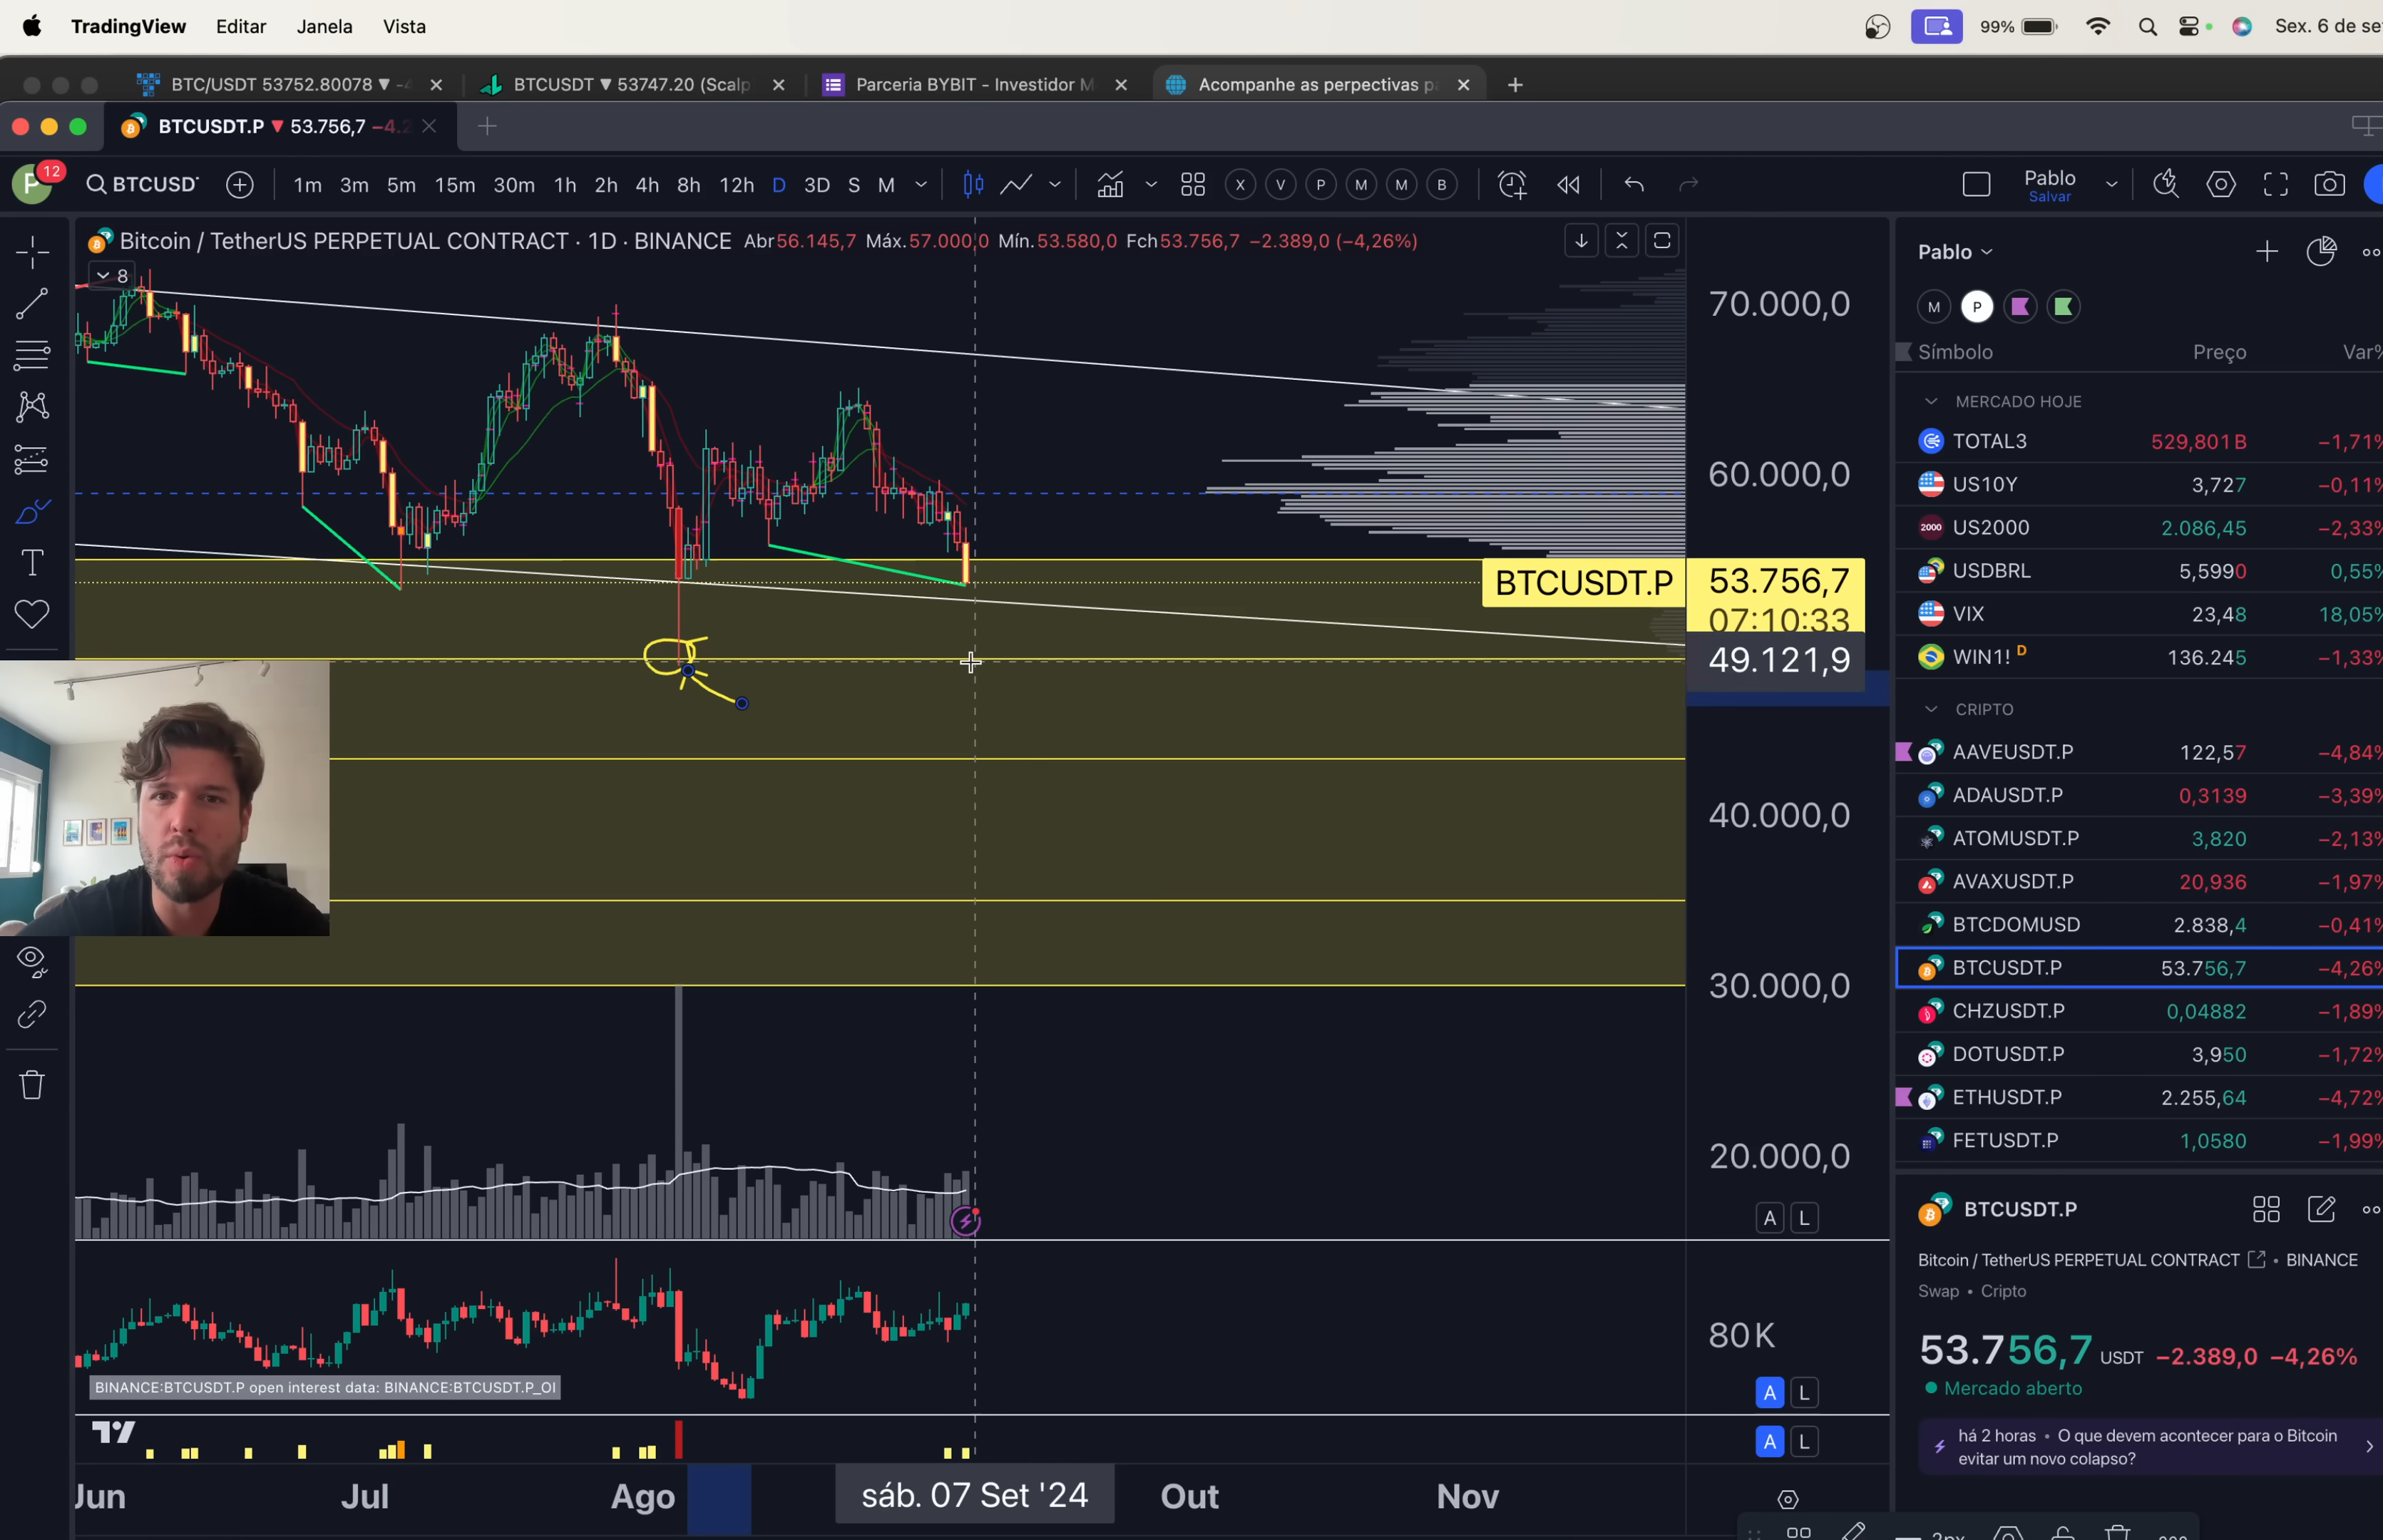 TradingView Editar Janela Vista 99% Sex. 6 de se
BTC/USDT 53752.80078 ▼ BTCUSDT ▼ 53747.20 (Scalp Parceria BYBIT - Investidor M Acompanhe as perpectivas p
BTCUSDT.P ▼ 53.756,7 −4.2
P 12 BTCUSD 1m 3m 5m 15m 30m 1h 2h 4h 8h 12h D 3D S M X V P M M B Pablo
Salvar
Bitcoin / TetherUS PERPETUAL CONTRACT · 1D · BINANCE Abr56.145,7 Máx.57.000,0 Mín.53.580,0 Fch53.756,7 −2.389,0 (−4,26%)
8
70.000,0
60.000,0
BTCUSDT.P 53.756,7
07:10:33
49.121,9
40.000,0
30.000,0
20.000,0
A L
80K
BINANCE:BTCUSDT.P open interest data: BINANCE:BTCUSDT.P_OI
A L
A L
Jun Jul Ago sáb. 07 Set '24 Out Nov
Pablo
M P
Símbolo Preço Var%
MERCADO HOJE
TOTAL3 529,801B −1,71%
US10Y 3,727 −0,11%
2000 US2000 2.086,45 −2,33%
USDBRL 5,5990 0,55%
VIX 23,48 18,05%
WIN1! D 136.245 −1,33%
CRIPTO
AAVEUSDT.P 122,57 −4,84%
ADAUSDT.P 0,3139 −3,39%
ATOMUSDT.P 3,820 −2,13%
AVAXUSDT.P 20,936 −1,97%
BTCDOMUSD 2.838,4 −0,41%
BTCUSDT.P 53.756,7 −4,26%
CHZUSDT.P 0,04882 −1,89%
DOTUSDT.P 3,950 −1,72%
ETHUSDT.P 2.255,64 −4,72%
FETUSDT.P 1,0580 −1,99%
BTCUSDT.P
Bitcoin / TetherUS PERPETUAL CONTRACT • BINANCE
Swap • Cripto
53.756,7 USDT −2.389,0 −4,26%
Mercado aberto
há 2 horas • O que devem acontecer para o Bitcoin
evitar um novo colapso?
2px